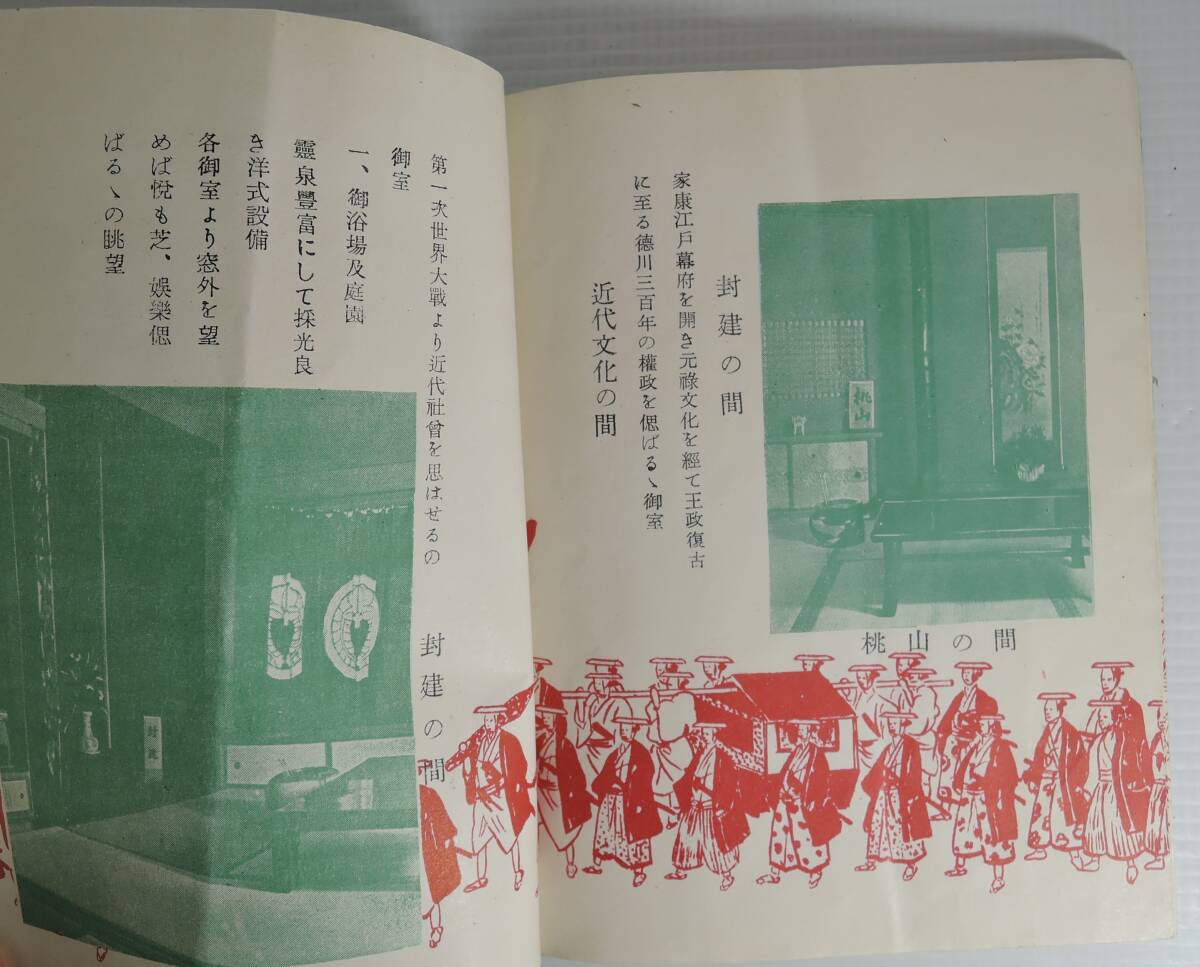 封建の間
家康江戸幕府を開き元祿文化を經て王政復古
に至る德川三百年の權政を偲ばるゝ御室
近代文化の間
桃山
桃山の間
第一次世界大戰より近代社會を思はせるの
御室
一、御浴場及庭園
靈泉豐富にして採光良
き洋式設備
各御室より窓外を望
めば悅も芝、娛樂偲
ばるゝの眺望
封建の間
封建